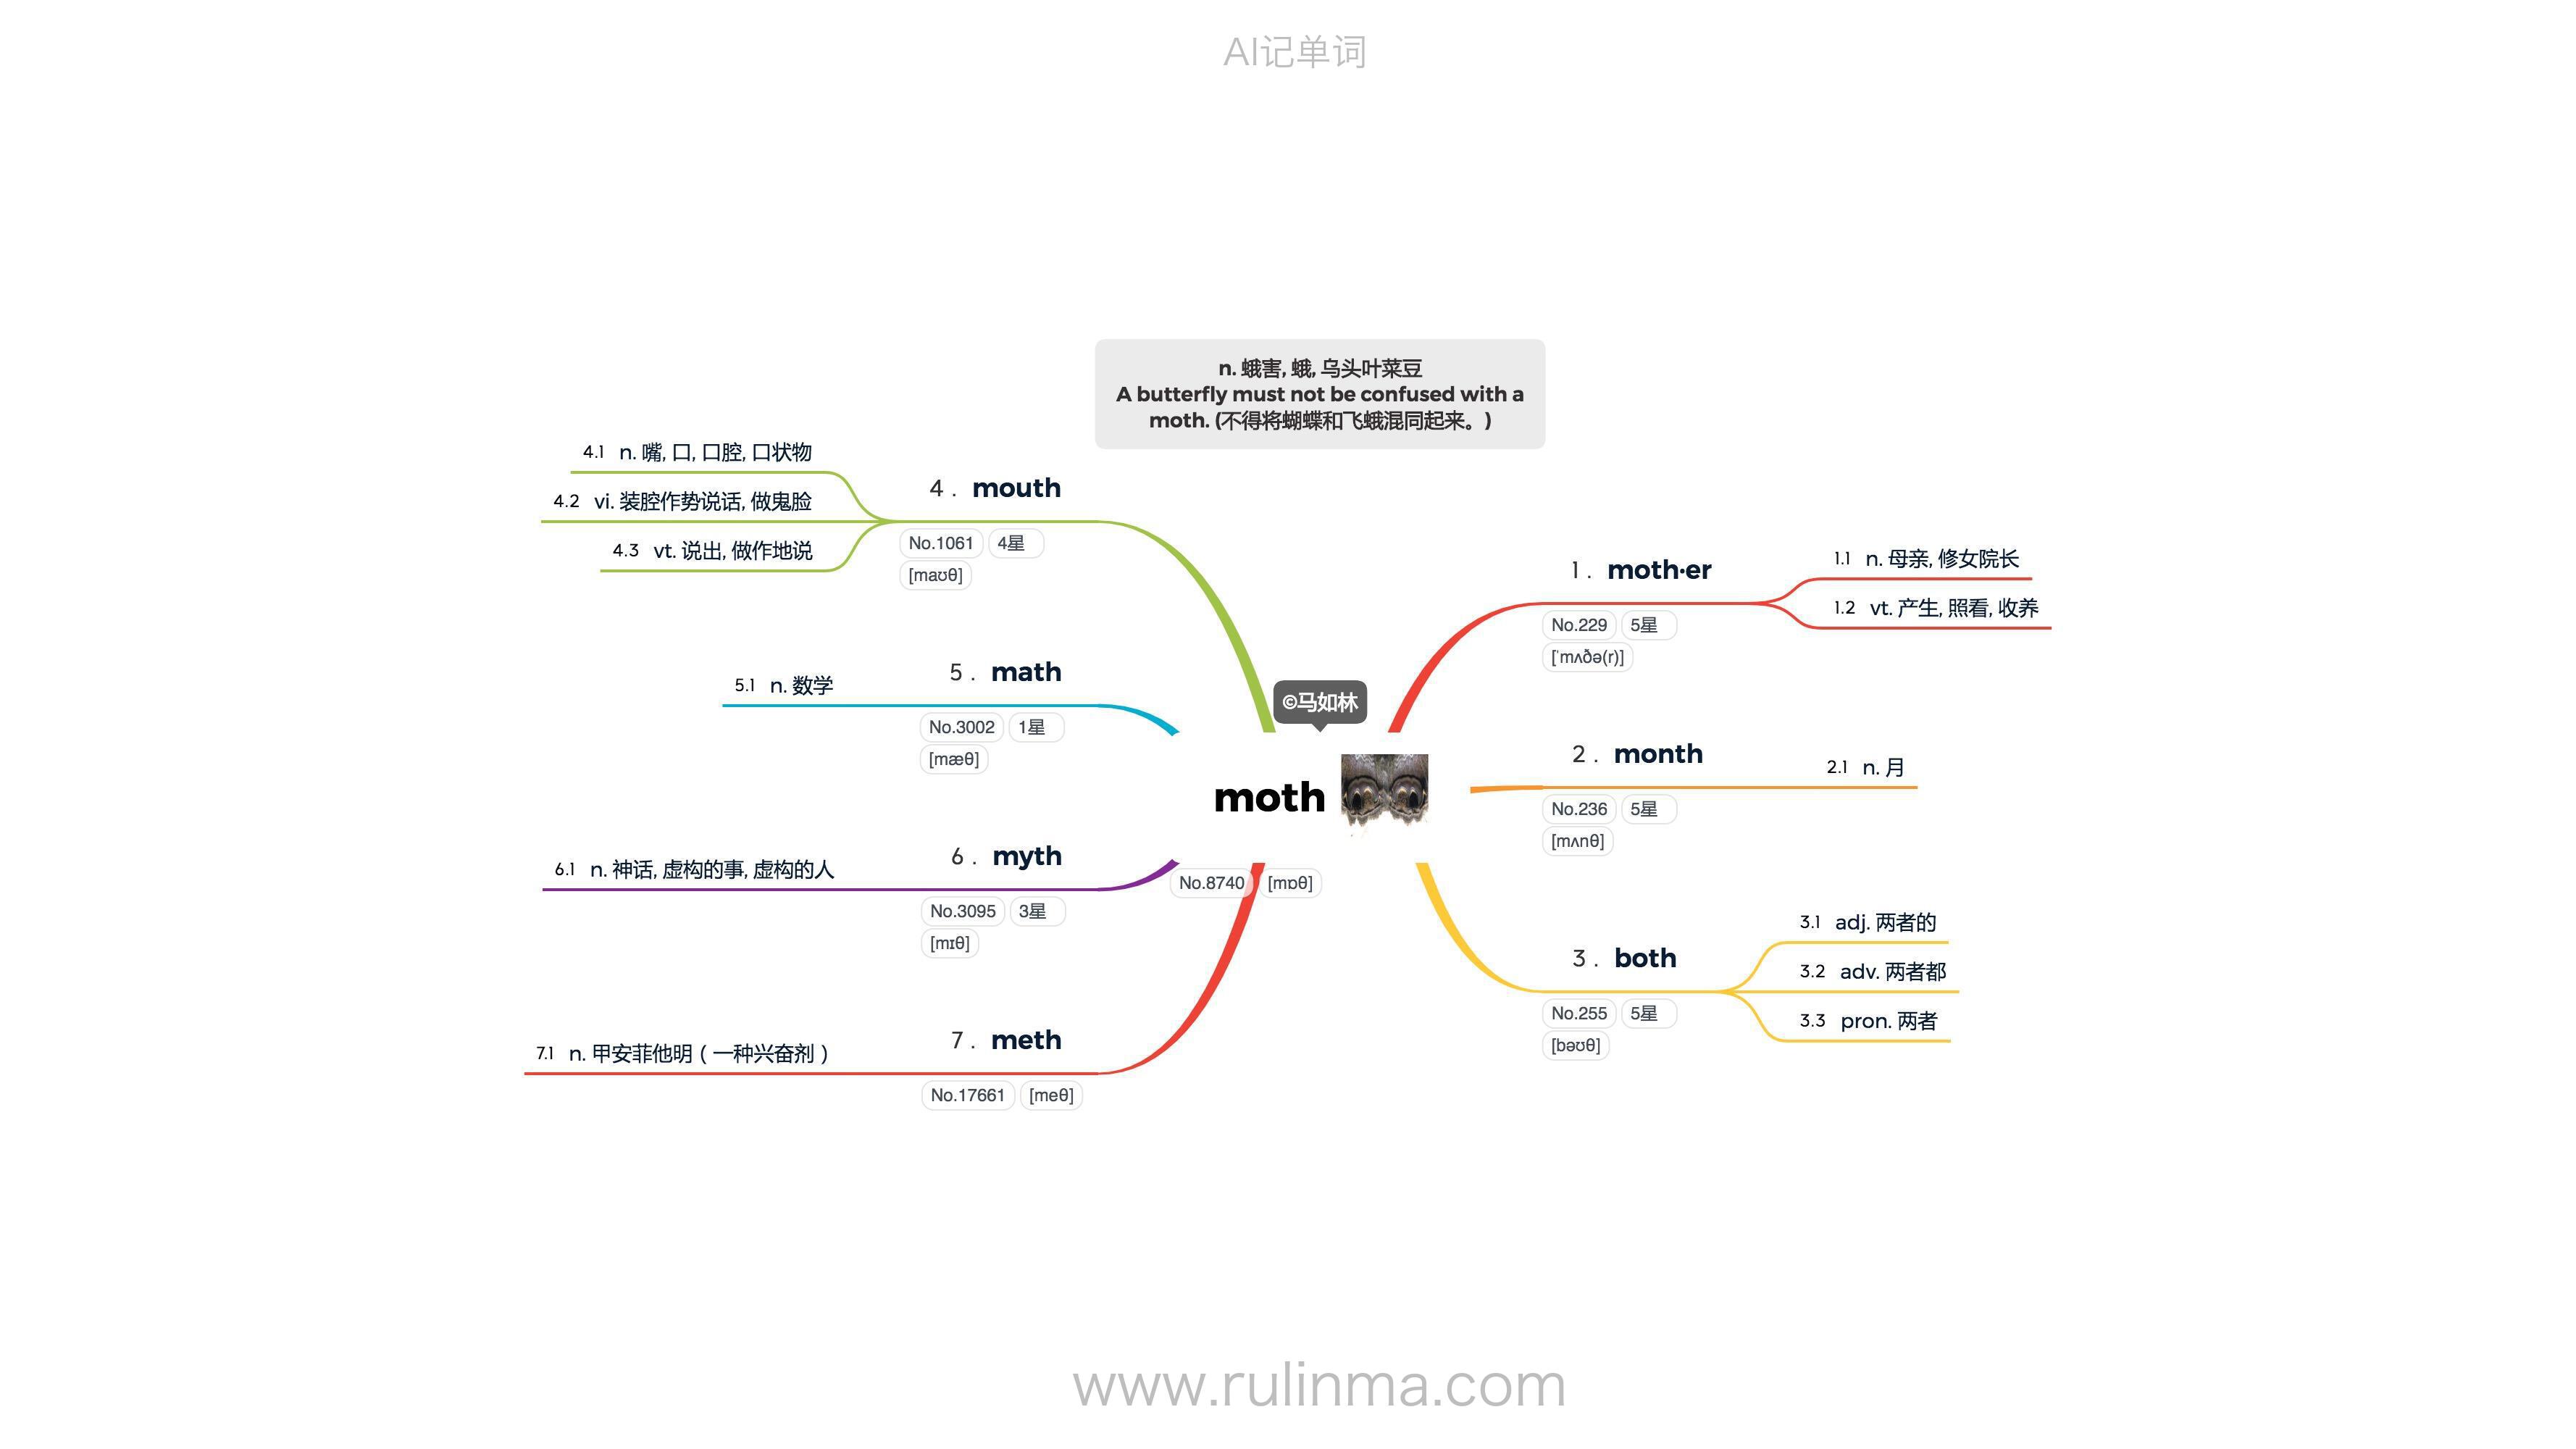 AI记单词
n. 蛾害, 蛾, 乌头叶菜豆
A butterfly must not be confused with a
moth. (不得将蝴蝶和飞蛾混同起来。)
©马如林
moth
No.8740 [mɒθ]
1. moth·er
No.229 5星
[ˈmʌðə(r)]
1.1 n. 母亲, 修女院长
1.2 vt. 产生, 照看, 收养
2. month
No.236 5星
[mʌnθ]
2.1 n. 月
3. both
No.255 5星
[bəʊθ]
3.1 adj. 两者的
3.2 adv. 两者都
3.3 pron. 两者
4. mouth
No.1061 4星
[maʊθ]
4.1 n. 嘴, 口, 口腔, 口状物
4.2 vi. 装腔作势说话, 做鬼脸
4.3 vt. 说出, 做作地说
5. math
No.3002 1星
[mæθ]
5.1 n. 数学
6. myth
No.3095 3星
[mɪθ]
6.1 n. 神话, 虚构的事, 虚构的人
7. meth
No.17661 [meθ]
7.1 n. 甲安菲他明（一种兴奋剂）
www.rulinma.com